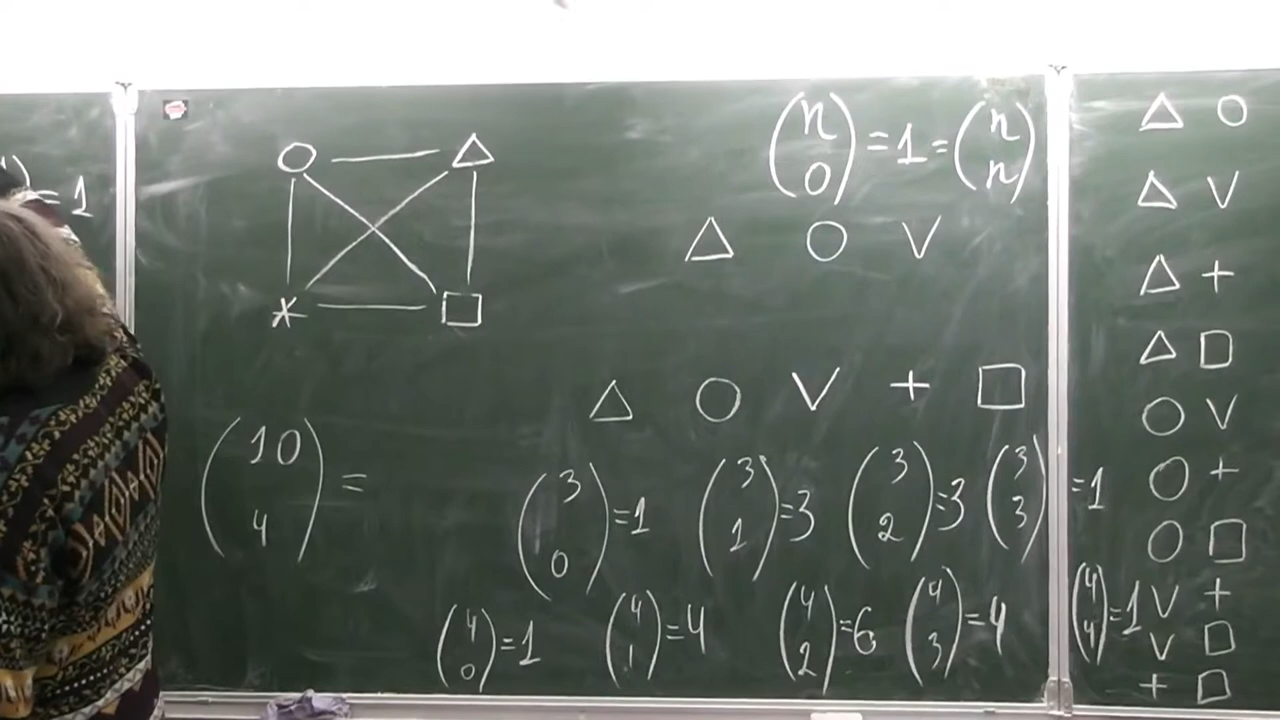 ) = 1
(n 0) = 1 = (n n)
△ ○
△ V
△ ○ V
△ +
△ □
△ ○ V + □
○ V
(10 4) =
(3 0) = 1 (3 1) = 3 (3 2) = 3 (3 3) = 1
○ +
○ □
(4 0) = 1 (4 1) = 4 (4 2) = 6 (4 3) = 4 (4 4) = 1
V +
V □
+ □